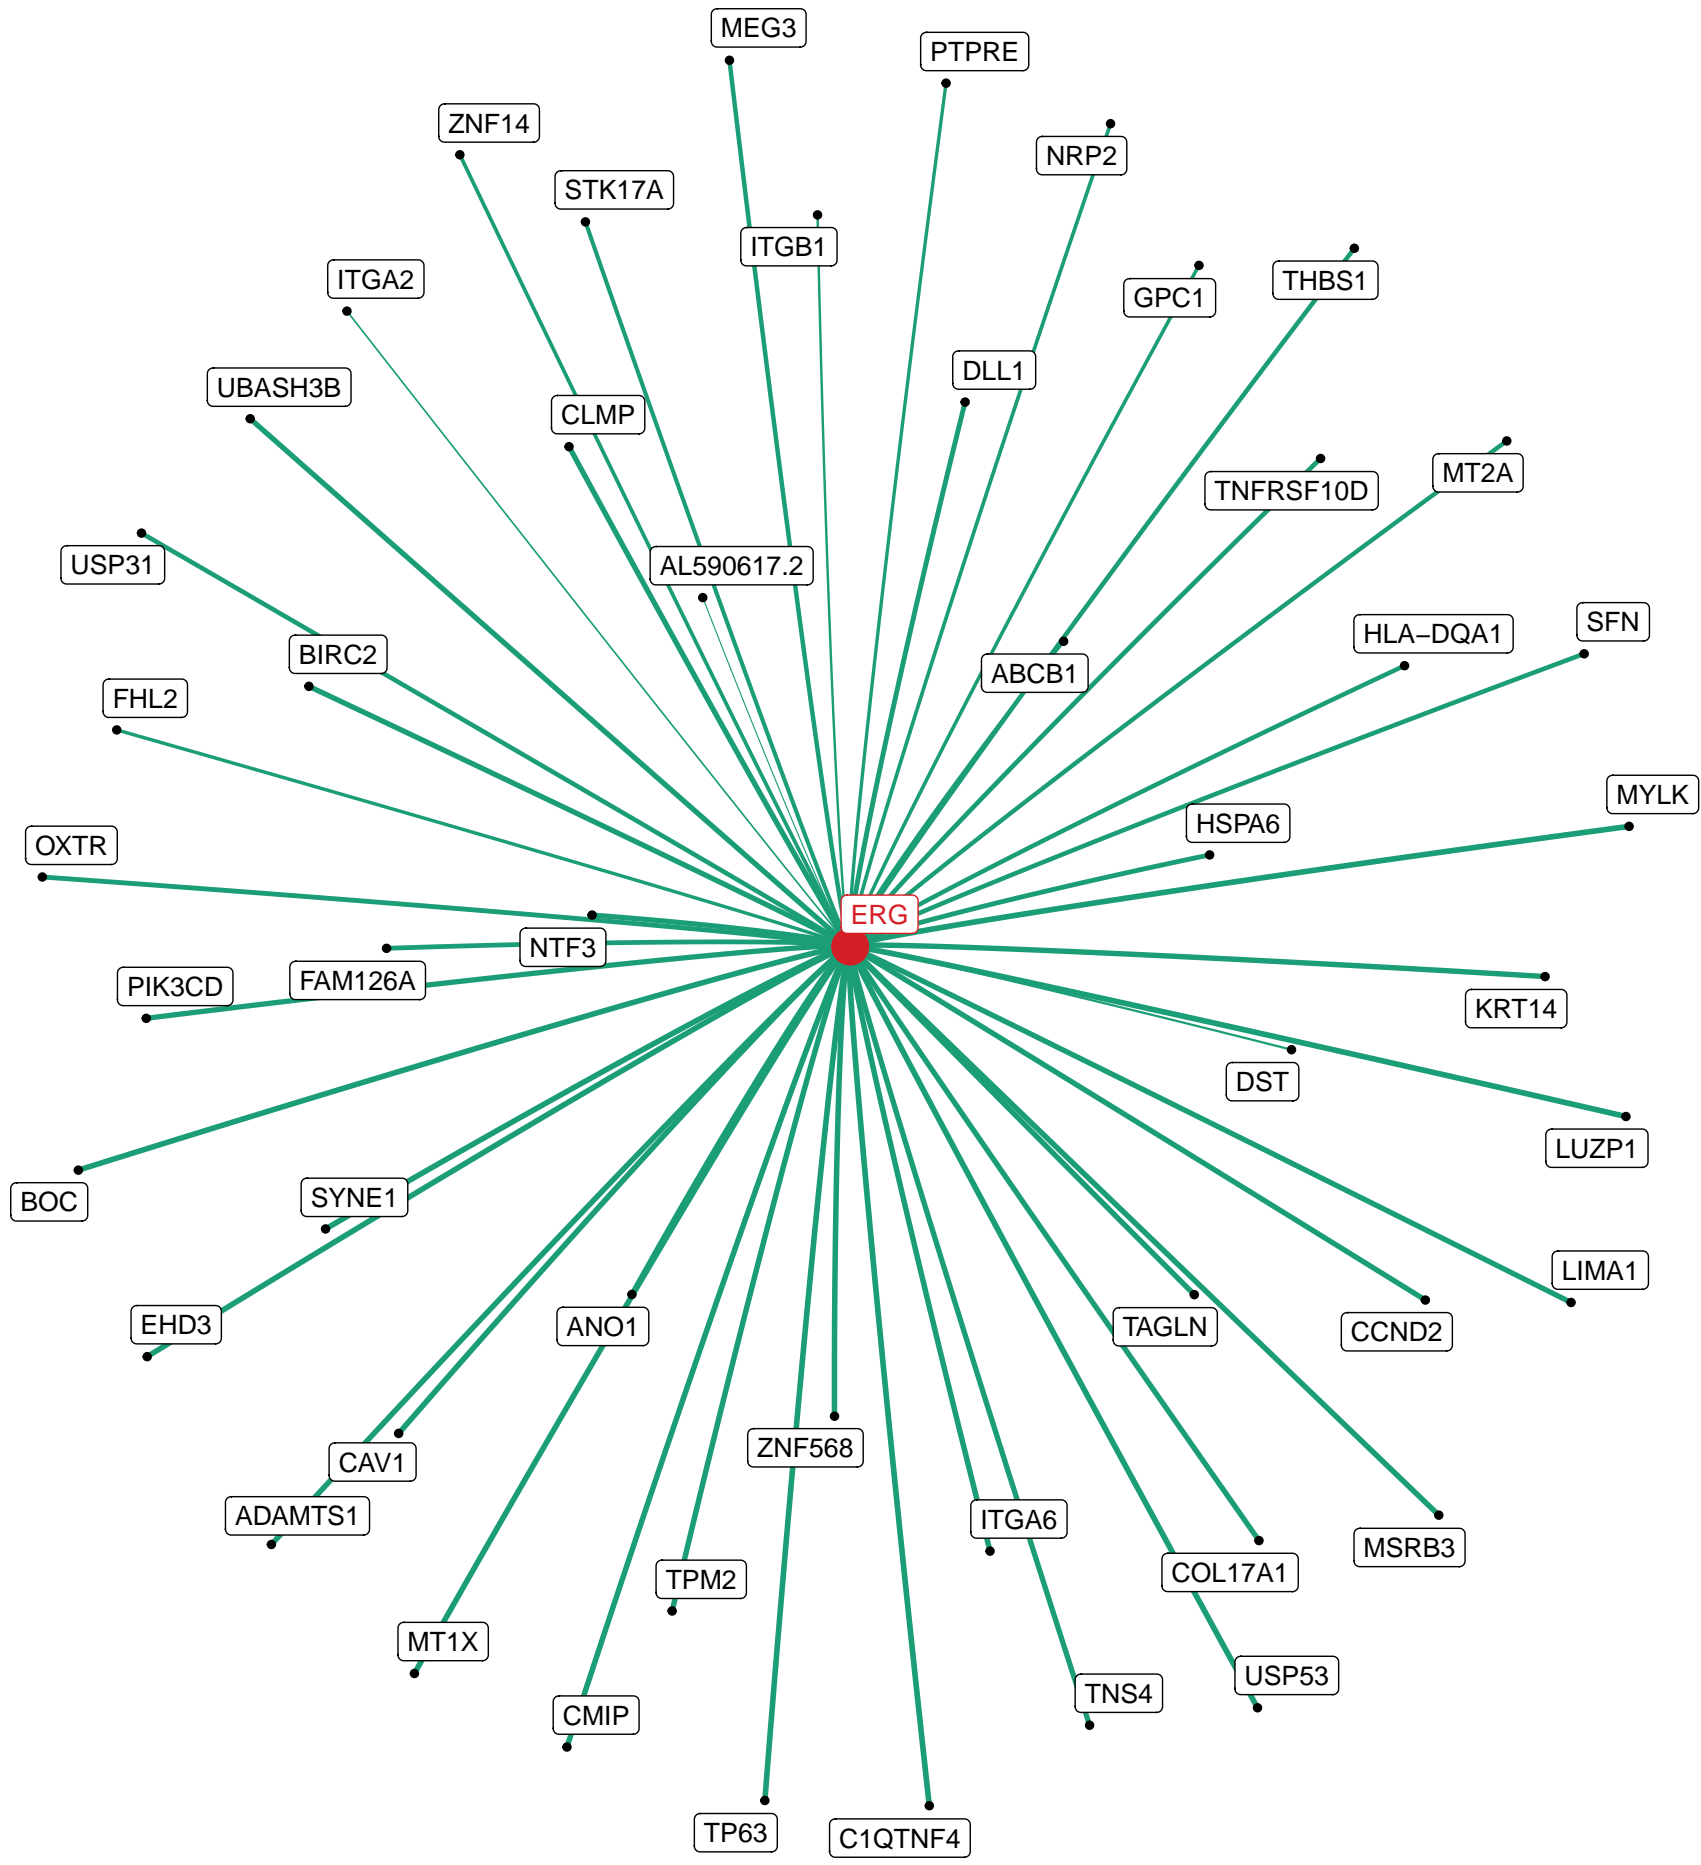 MEG3
PTPRE
ZNF14
NRP2
STK17A
ITGB1
ITGA2
THBS1
GPC1
DLL1
UBASH3B
CLMP
MT2A
TNFRSF10D
USP31
AL590617.2
SFN
HLA−DQA1
BIRC2
ABCB1
FHL2
MYLK
HSPA6
OXTR
ERG
NTF3
FAM126A
PIK3CD
KRT14
DST
LUZP1
SYNE1
BOC
LIMA1
EHD3
ANO1
TAGLN
CCND2
ZNF568
CAV1
ADAMTS1
ITGA6
MSRB3
COL17A1
TPM2
MT1X
USP53
TNS4
CMIP
TP63
C1QTNF4